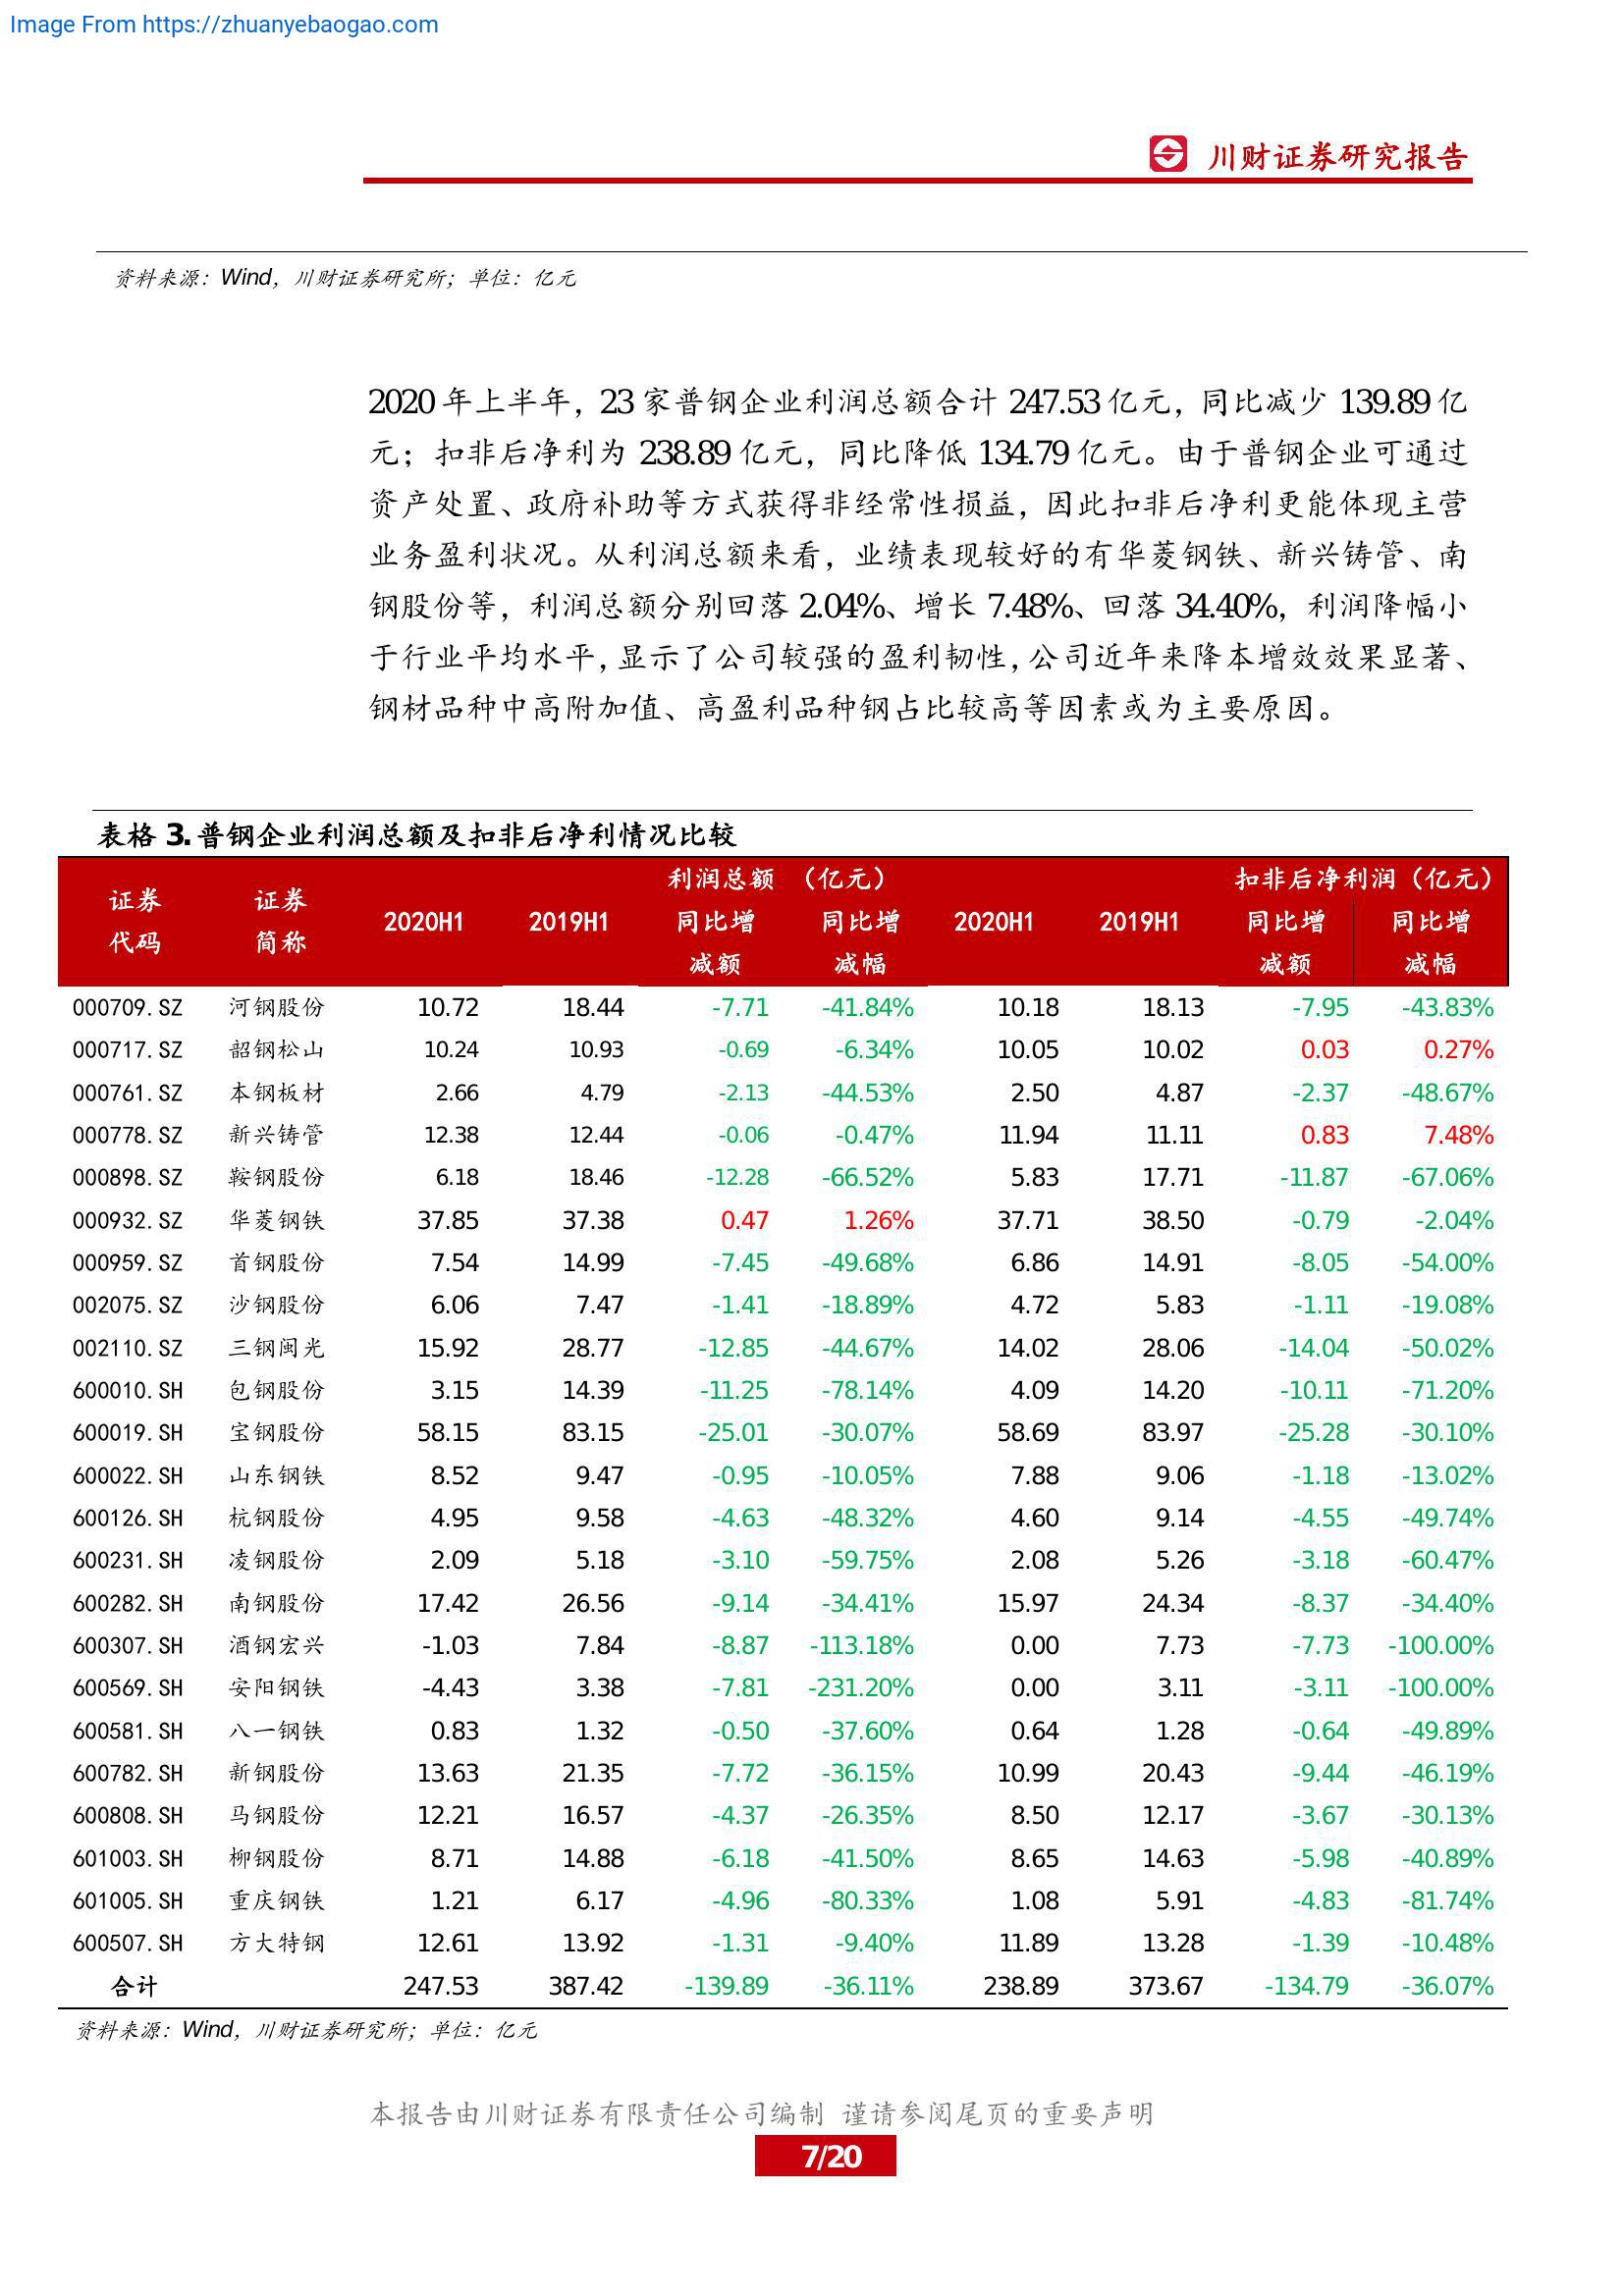 Image From https://zhuanyebaogao.com
川财证券研究报告
资料来源：Wind，川财证券研究所；单位：亿元
2020 年上半年，23 家普钢企业利润总额合计 247.53 亿元，同比减少 139.89 亿
元；扣非后净利为 238.89 亿元，同比降低 134.79 亿元。由于普钢企业可通过
资产处置、政府补助等方式获得非经常性损益，因此扣非后净利更能体现主营
业务盈利状况。从利润总额来看，业绩表现较好的有华菱钢铁、新兴铸管、南
钢股份等，利润总额分别回落 2.04%、增长 7.48%、回落 34.40%，利润降幅小
于行业平均水平，显示了公司较强的盈利韧性，公司近年来降本增效效果显著、
钢材品种中高附加值、高盈利品种钢占比较高等因素或为主要原因。
表格 3. 普钢企业利润总额及扣非后净利情况比较
利润总额 （亿元） 扣非后净利润（亿元）
证券代码 证券简称 2020H1 2019H1 同比增减额 同比增减幅 2020H1 2019H1 同比增减额 同比增减幅
000709.SZ 河钢股份 10.72 18.44 -7.71 -41.84% 10.18 18.13 -7.95 -43.83%
000717.SZ 韶钢松山 10.24 10.93 -0.69 -6.34% 10.05 10.02 0.03 0.27%
000761.SZ 本钢板材 2.66 4.79 -2.13 -44.53% 2.50 4.87 -2.37 -48.67%
000778.SZ 新兴铸管 12.38 12.44 -0.06 -0.47% 11.94 11.11 0.83 7.48%
000898.SZ 鞍钢股份 6.18 18.46 -12.28 -66.52% 5.83 17.71 -11.87 -67.06%
000932.SZ 华菱钢铁 37.85 37.38 0.47 1.26% 37.71 38.50 -0.79 -2.04%
000959.SZ 首钢股份 7.54 14.99 -7.45 -49.68% 6.86 14.91 -8.05 -54.00%
002075.SZ 沙钢股份 6.06 7.47 -1.41 -18.89% 4.72 5.83 -1.11 -19.08%
002110.SZ 三钢闽光 15.92 28.77 -12.85 -44.67% 14.02 28.06 -14.04 -50.02%
600010.SH 包钢股份 3.15 14.39 -11.25 -78.14% 4.09 14.20 -10.11 -71.20%
600019.SH 宝钢股份 58.15 83.15 -25.01 -30.07% 58.69 83.97 -25.28 -30.10%
600022.SH 山东钢铁 8.52 9.47 -0.95 -10.05% 7.88 9.06 -1.18 -13.02%
600126.SH 杭钢股份 4.95 9.58 -4.63 -48.32% 4.60 9.14 -4.55 -49.74%
600231.SH 凌钢股份 2.09 5.18 -3.10 -59.75% 2.08 5.26 -3.18 -60.47%
600282.SH 南钢股份 17.42 26.56 -9.14 -34.41% 15.97 24.34 -8.37 -34.40%
600307.SH 酒钢宏兴 -1.03 7.84 -8.87 -113.18% 0.00 7.73 -7.73 -100.00%
600569.SH 安阳钢铁 -4.43 3.38 -7.81 -231.20% 0.00 3.11 -3.11 -100.00%
600581.SH 八一钢铁 0.83 1.32 -0.50 -37.60% 0.64 1.28 -0.64 -49.89%
600782.SH 新钢股份 13.63 21.35 -7.72 -36.15% 10.99 20.43 -9.44 -46.19%
600808.SH 马钢股份 12.21 16.57 -4.37 -26.35% 8.50 12.17 -3.67 -30.13%
601003.SH 柳钢股份 8.71 14.88 -6.18 -41.50% 8.65 14.63 -5.98 -40.89%
601005.SH 重庆钢铁 1.21 6.17 -4.96 -80.33% 1.08 5.91 -4.83 -81.74%
600507.SH 方大特钢 12.61 13.92 -1.31 -9.40% 11.89 13.28 -1.39 -10.48%
合计 247.53 387.42 -139.89 -36.11% 238.89 373.67 -134.79 -36.07%
资料来源：Wind，川财证券研究所；单位：亿元
本报告由川财证券有限责任公司编制 谨请参阅尾页的重要声明
7/20